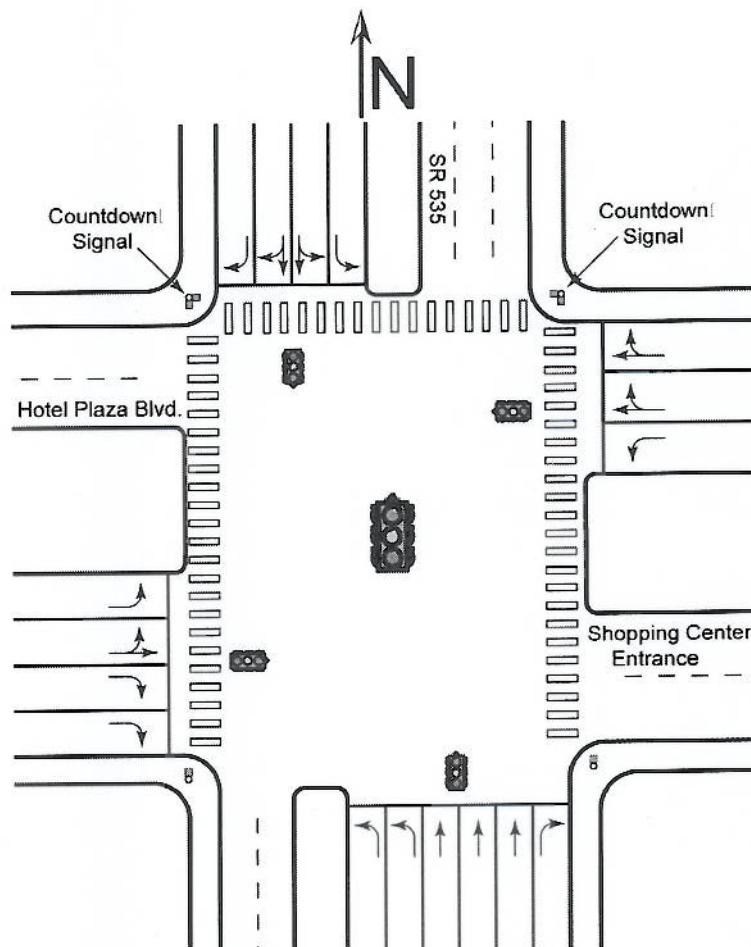 N
SR 535
Countdown
Signal
Countdown
Signal
Hotel Plaza Blvd.
Shopping Center
Entrance